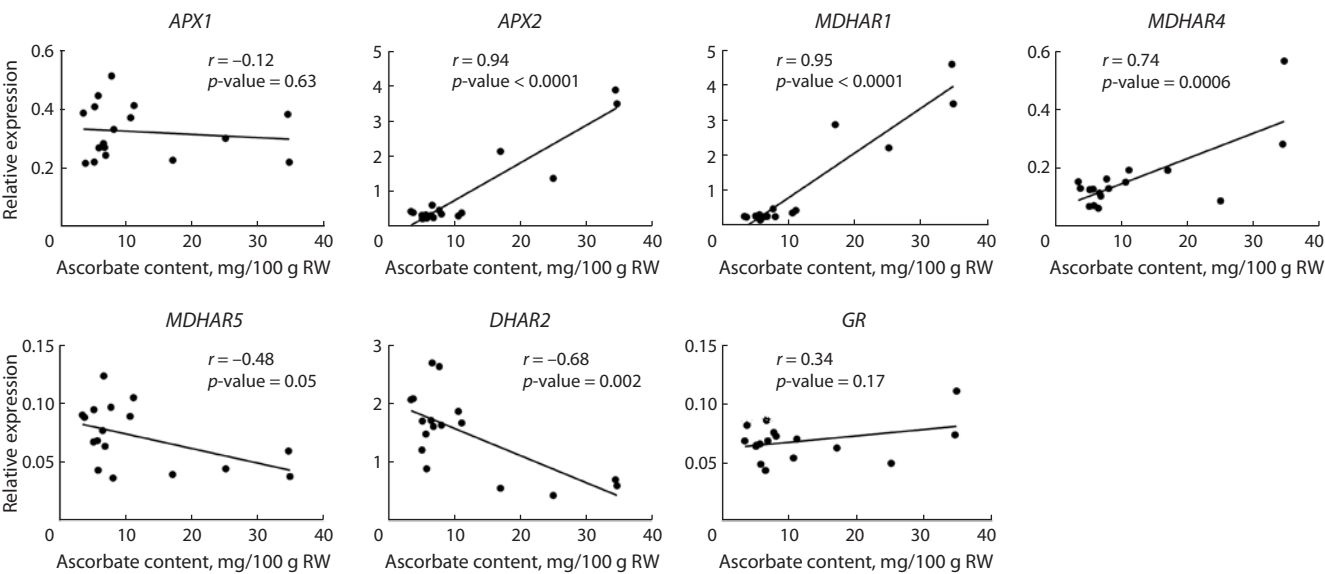 APX1
APX2
MDHAR1
MDHAR4
Relative expression
0.6
0.4
0.2
0
10
20
30
40
r = –0.12
p-value = 0.63
Ascorbate content, mg/100 g RW
5
4
3
2
1
0
10
20
30
40
r = 0.94
p-value < 0.0001
Ascorbate content, mg/100 g RW
5
4
3
2
1
0
10
20
30
40
r = 0.95
p-value < 0.0001
Ascorbate content, mg/100 g RW
0.6
0.4
0.2
0
10
20
30
40
r = 0.74
p-value = 0.0006
Ascorbate content, mg/100 g RW
MDHAR5
DHAR2
GR
Relative expression
0.15
0.10
0.05
0
10
20
30
40
r = –0.48
p-value = 0.05
Ascorbate content, mg/100 g RW
3
2
1
0
10
20
30
40
r = –0.68
p-value = 0.002
Ascorbate content, mg/100 g RW
0.15
0.10
0.05
0
10
20
30
40
r = 0.34
p-value = 0.17
Ascorbate content, mg/100 g RW